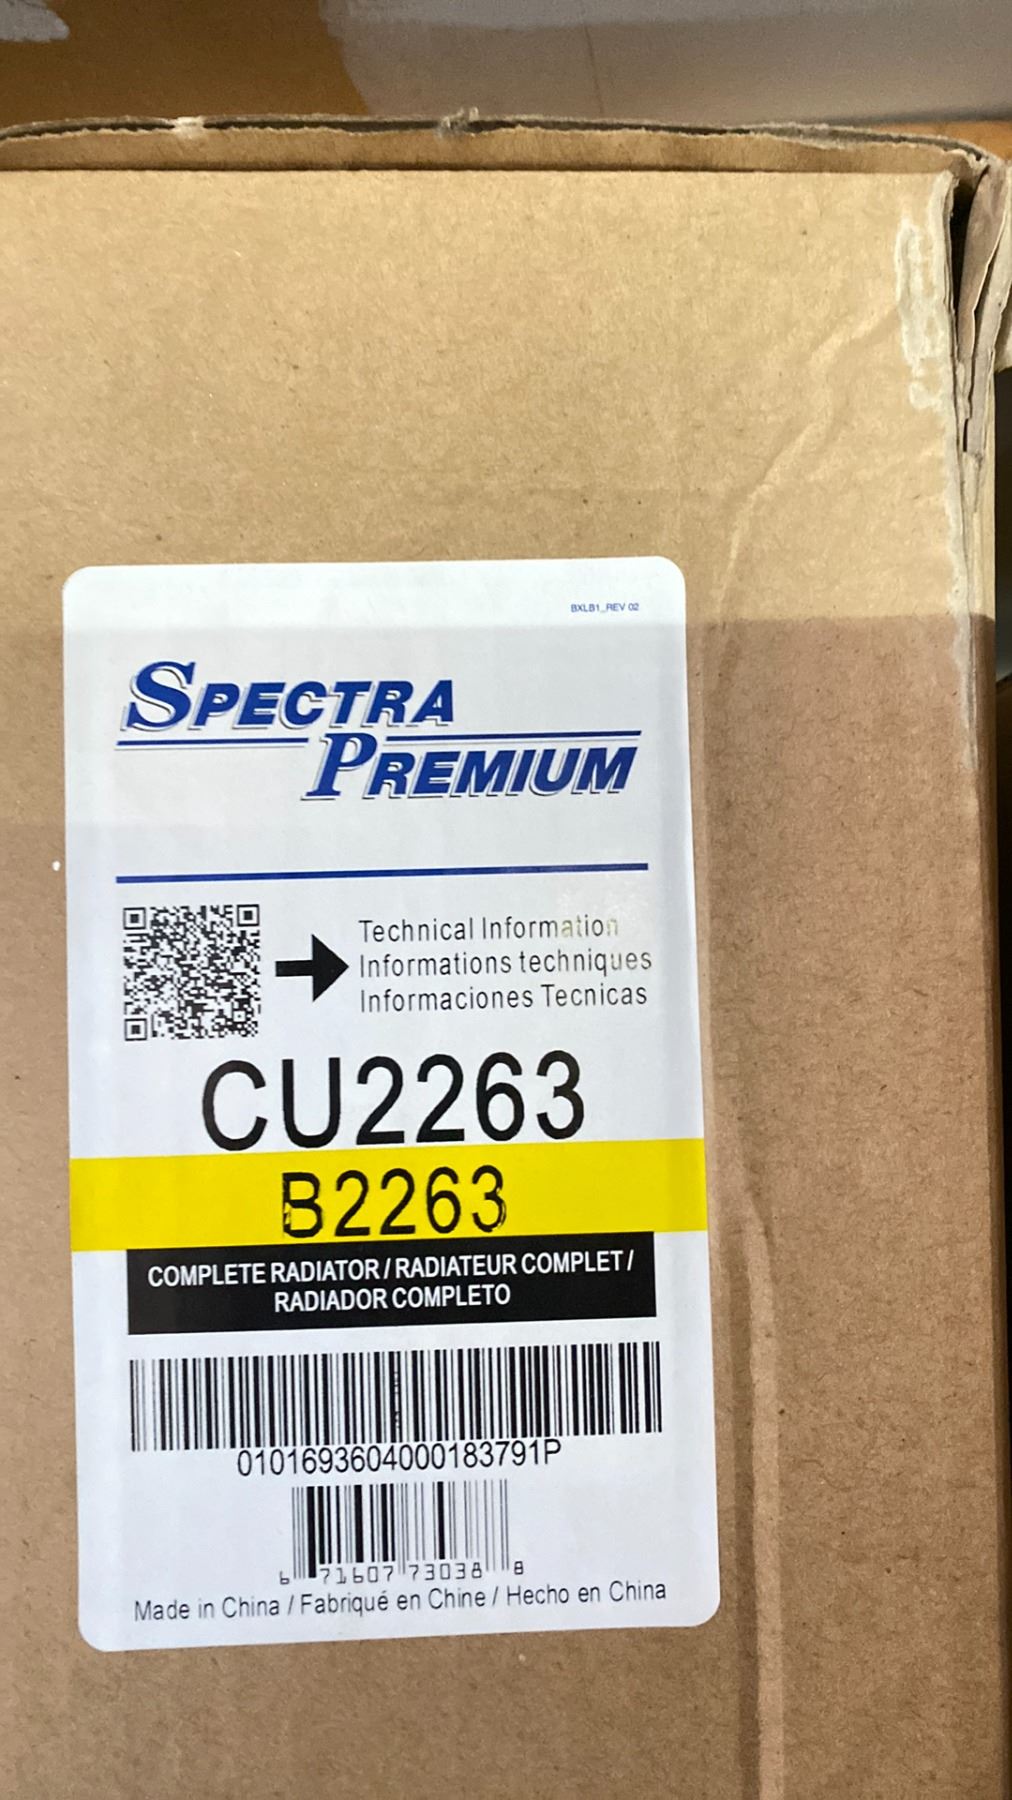 BXLB1_REV 02
SPECTRA
PREMIUM
Technical Information
Informations techniques
Informaciones Tecnicas
CU2263
B2263
COMPLETE RADIATOR / RADIATEUR COMPLET /
RADIADOR COMPLETO
0101693604000183791P
6 71607 73038 8
Made in China / Fabriqué en Chine / Hecho en China